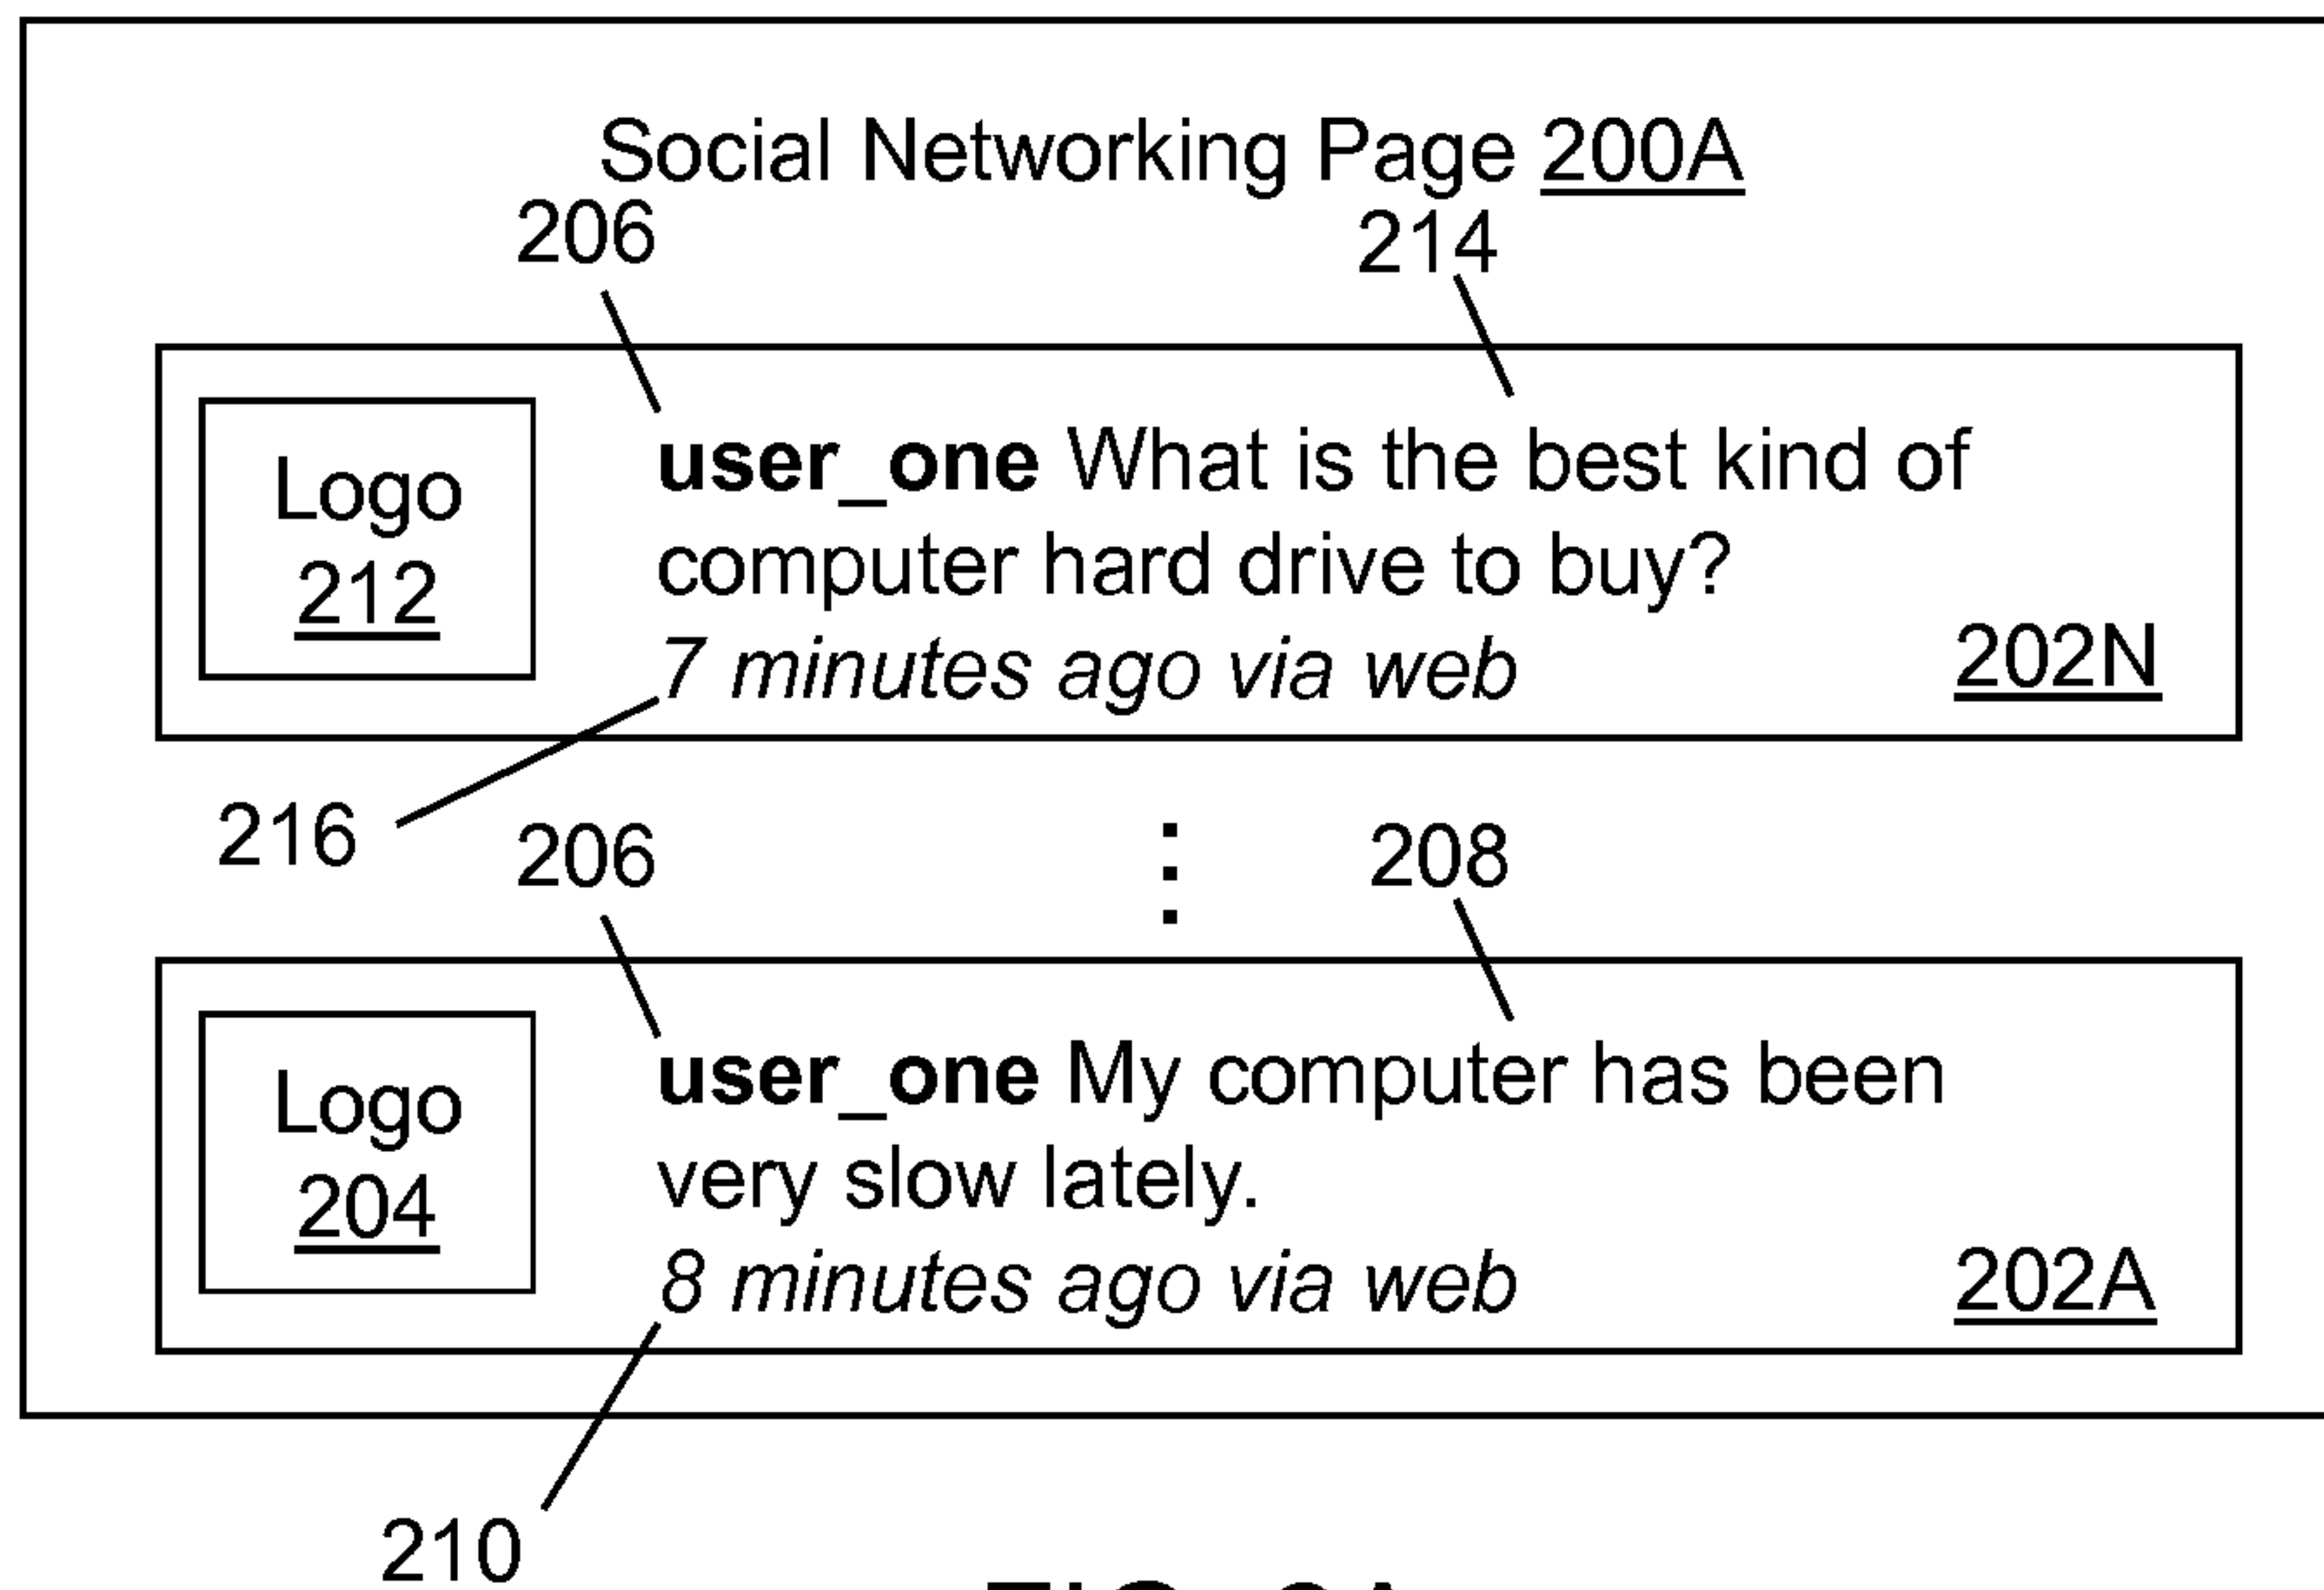 Social Networking Page 200A
206
214
Logo
212
user_one What is the best kind of
computer hard drive to buy?
7 minutes ago via web
202N
216
206
208
Logo
204
user_one My computer has been
very slow lately.
8 minutes ago via web
202A
210